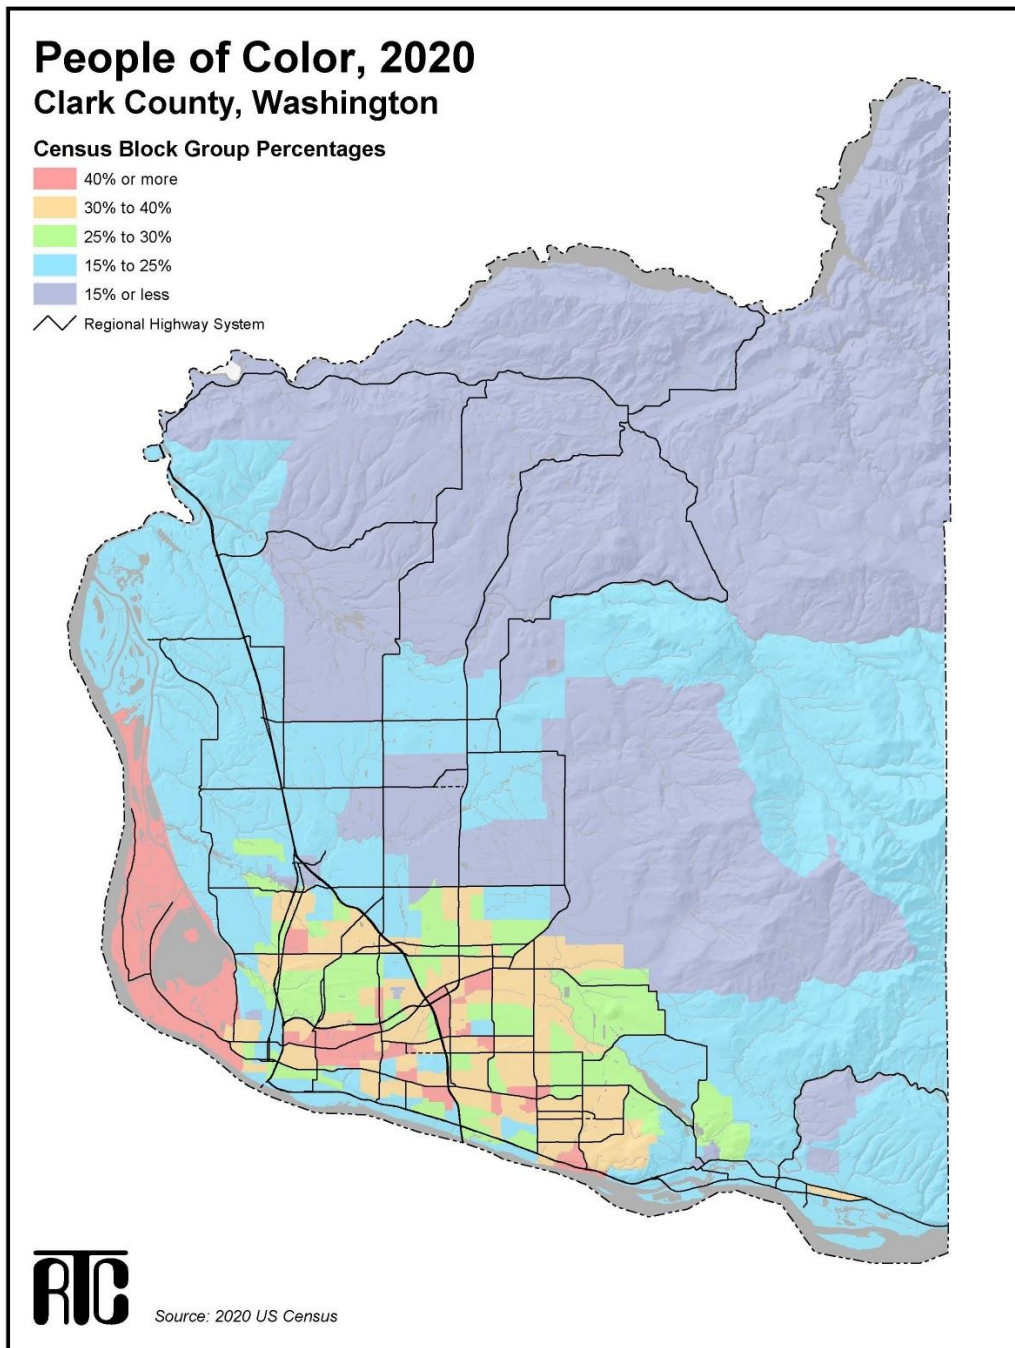 People of Color, 2020
Clark County, Washington
Census Block Group Percentages
40% or more
30% to 40%
25% to 30%
15% to 25%
15% or less
Regional Highway System
RTC
Source: 2020 US Census